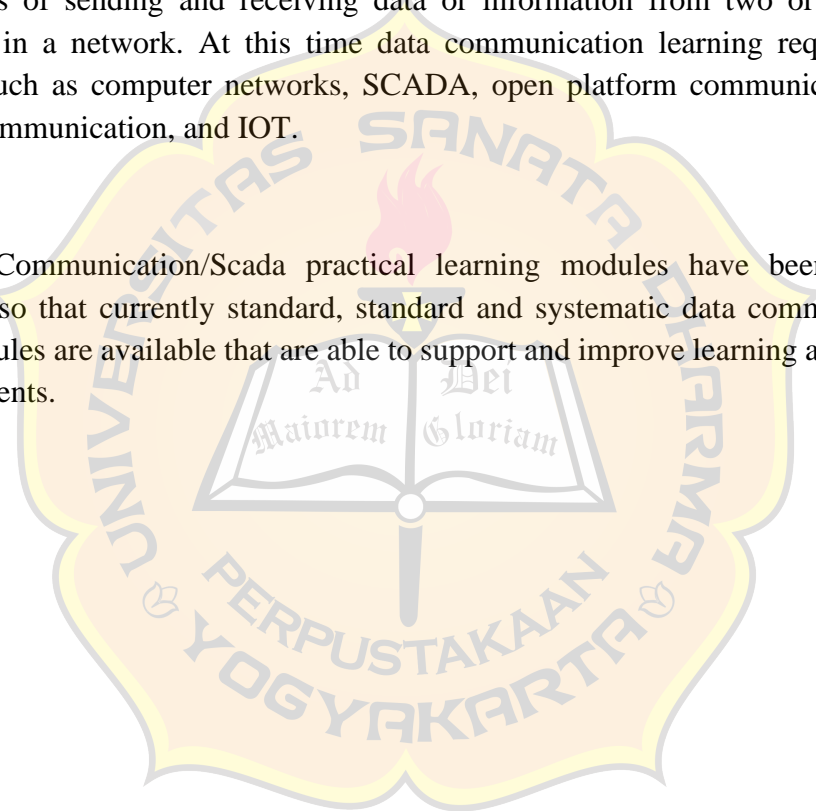 s of sending and receiving data or information from two or
in a network. At this time data communication learning req
uch as computer networks, SCADA, open platform communic
mmunication, and IOT.
UNIVERSITAS SANATA DHARMA
Communication/Scada practical learning modules have been
so that currently standard, standard and systematic data comm
ules are available that are able to support and improve learning a
ents.
Ad Dei
Maiorem Gloriam
PERPUSTAKAAN
YOGYAKARTA